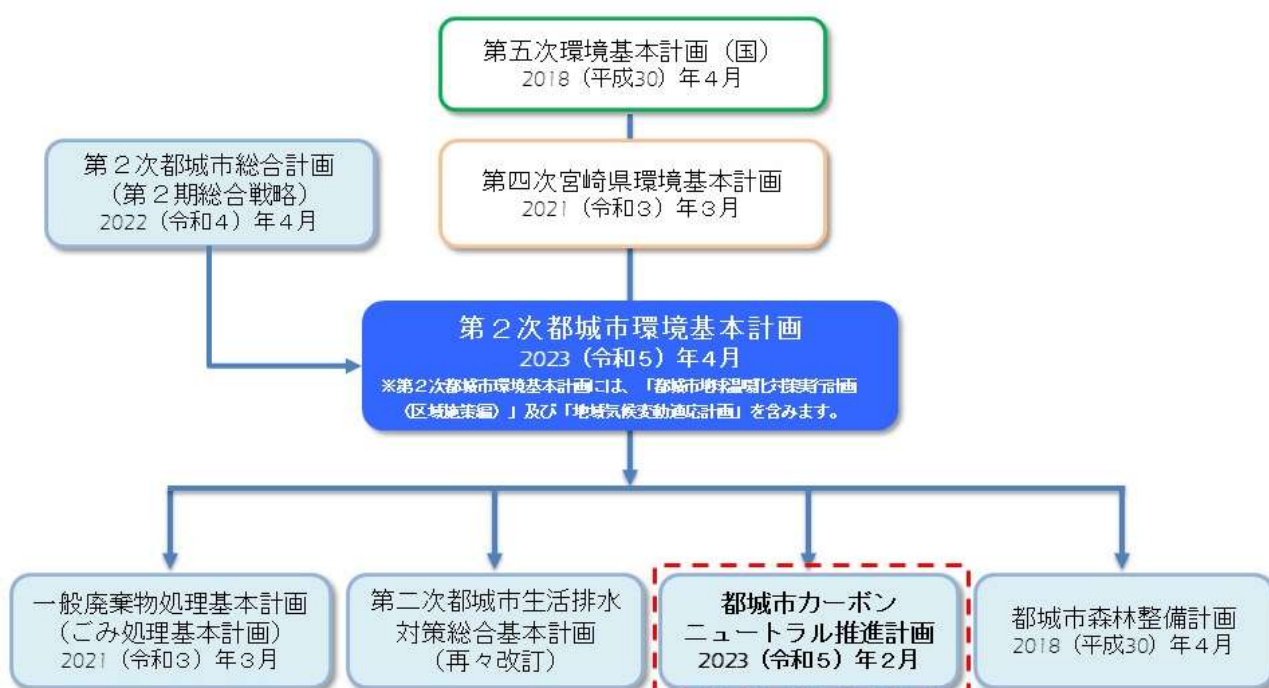 第五次環境基本計画（国）
2018（平成30）年４月
第２次都城市総合計画
（第２期総合戦略）
2022（令和４）年４月
第四次宮崎県環境基本計画
2021（令和３）年３月
第２次都城市環境基本計画
2023（令和５）年４月
※第２次都城市環境基本計画には、「都城市地球温暖化対策実行計画
（区域施策編）」及び「地域気候変動適応計画」を含みます。
一般廃棄物処理基本計画
（ごみ処理基本計画）
2021（令和３）年３月
第二次都城市生活排水
対策総合基本計画
（再々改訂）
都城市カーボン
ニュートラル推進計画
2023（令和５）年２月
都城市森林整備計画
2018（平成30）年４月